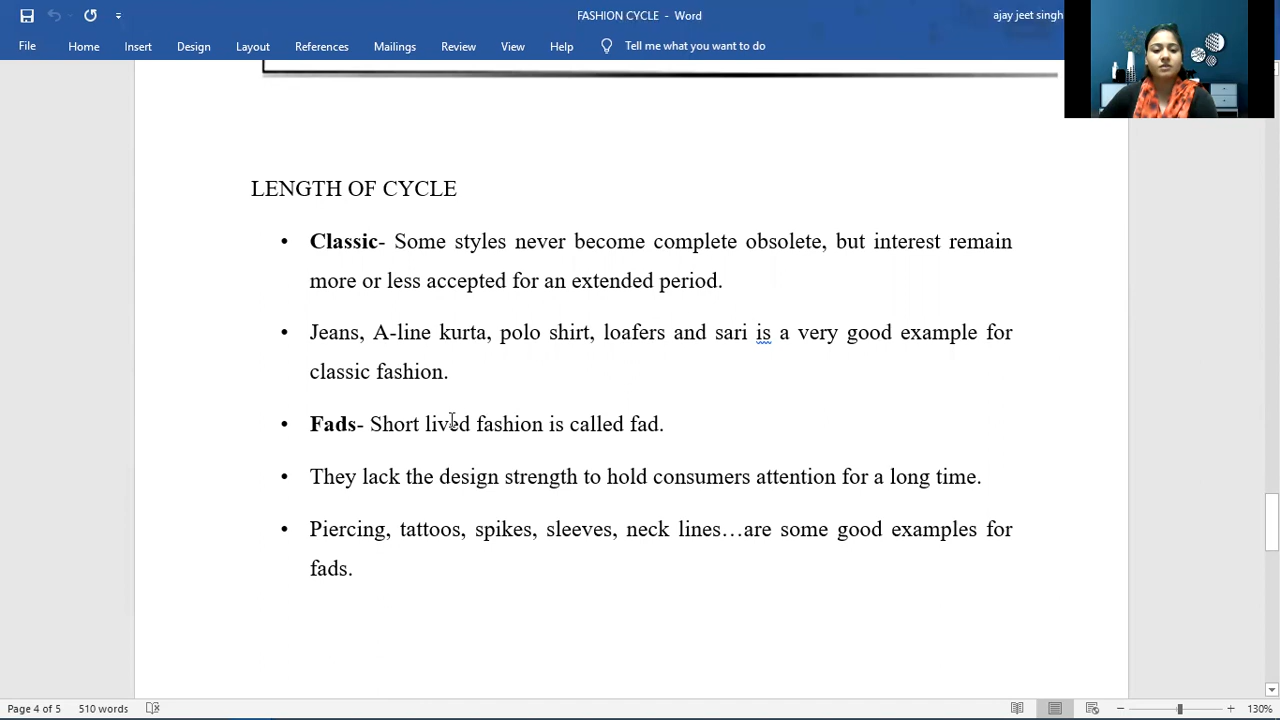 FASHION CYCLE - Word
ajay jeet singh
File Home Insert Design Layout References Mailings Review View Help Tell me what you want to do
LENGTH OF CYCLE
• Classic- Some styles never become complete obsolete, but interest remain
more or less accepted for an extended period.
• Jeans, A-line kurta, polo shirt, loafers and sari is a very good example for
classic fashion.
• Fads- Short lived fashion is called fad.
• They lack the design strength to hold consumers attention for a long time.
• Piercing, tattoos, spikes, sleeves, neck lines…are some good examples for
fads.
Page 4 of 5 510 words 130%